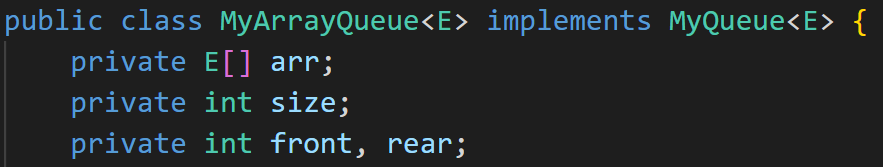 public class MyArrayQueue<E> implements MyQueue<E> {
    private E[] arr;
    private int size;
    private int front, rear;